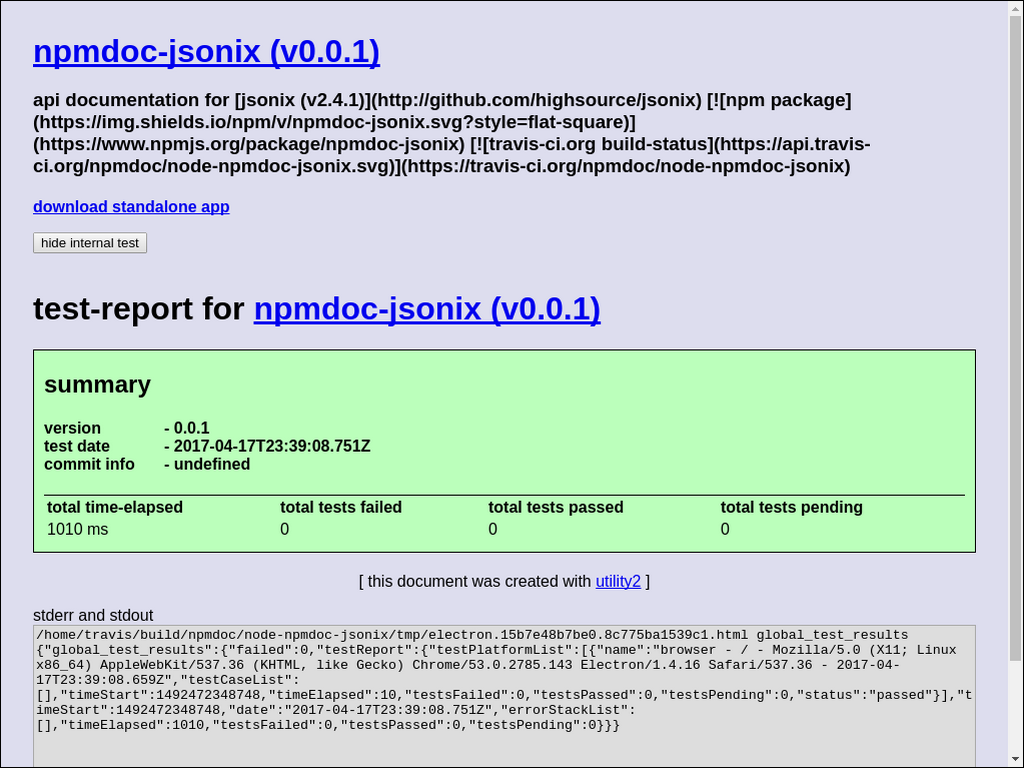 npmdoc-jsonix (v0.0.1)
api documentation for [jsonix (v2.4.1)](http://github.com/highsource/jsonix) [![npm package]
(https://img.shields.io/npm/v/npmdoc-jsonix.svg?style=flat-square)]
(https://www.npmjs.org/package/npmdoc-jsonix) [![travis-ci.org build-status](https://api.travis-
ci.org/npmdoc/node-npmdoc-jsonix.svg)](https://travis-ci.org/npmdoc/node-npmdoc-jsonix)
download standalone app
hide internal test
test-report for npmdoc-jsonix (v0.0.1)
summary
version - 0.0.1
test date - 2017-04-17T23:39:08.751Z
commit info - undefined
total time-elapsed total tests failed total tests passed total tests pending
1010 ms 0 0 0
[ this document was created with utility2 ]
stderr and stdout
/home/travis/build/npmdoc/node-npmdoc-jsonix/tmp/electron.15b7e48b7be0.8c775ba1539c1.html global_test_results
{"global_test_results":{"failed":0,"testReport":{"testPlatformList":[{"name":"browser - / - Mozilla/5.0 (X11; Linux
x86_64) AppleWebKit/537.36 (KHTML, like Gecko) Chrome/53.0.2785.143 Electron/1.4.16 Safari/537.36 - 2017-04-
17T23:39:08.659Z","testCaseList":
[],"timeStart":1492472348748,"timeElapsed":10,"testsFailed":0,"testsPassed":0,"testsPending":0,"status":"passed"}],"t
imeStart":1492472348748,"date":"2017-04-17T23:39:08.751Z","errorStackList":
[],"timeElapsed":1010,"testsFailed":0,"testsPassed":0,"testsPending":0}}}